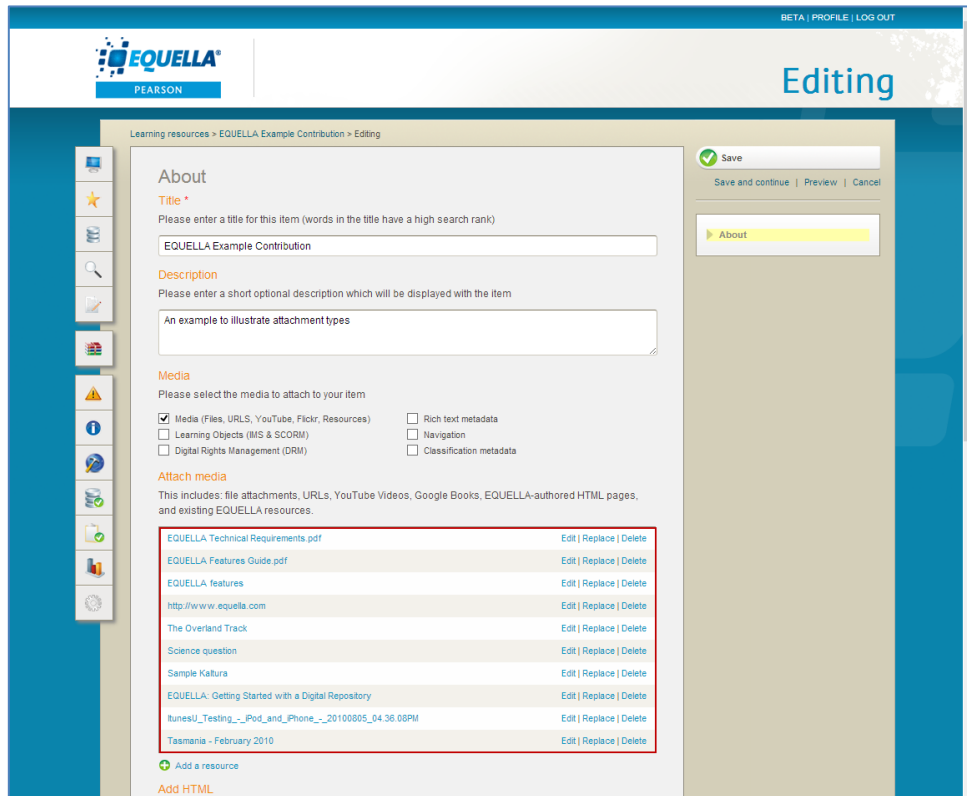 BETA | PROFILE | LOG OUT
EQUELLA®
PEARSON
Editing
Learning resources > EQUELLA Example Contribution > Editing
Save
Save and continue | Preview | Cancel
About
About
Title *
Please enter a title for this item (words in the title have a high search rank)
EQUELLA Example Contribution
Description
Please enter a short optional description which will be displayed with the item
An example to illustrate attachment types
Media
Please select the media to attach to your item
Media (Files, URLS, YouTube, Flickr, Resources) Rich text metadata
Learning Objects (IMS & SCORM) Navigation
Digital Rights Management (DRM) Classification metadata
Attach media
This includes: file attachments, URLs, YouTube Videos, Google Books, EQUELLA-authored HTML pages,
and existing EQUELLA resources.
EQUELLA Technical Requirements.pdf Edit | Replace | Delete
EQUELLA Features Guide.pdf Edit | Replace | Delete
EQUELLA features Edit | Replace | Delete
http://www.equella.com Edit | Replace | Delete
The Overland Track Edit | Replace | Delete
Science question Edit | Replace | Delete
Sample Kaltura Edit | Replace | Delete
EQUELLA: Getting Started with a Digital Repository Edit | Replace | Delete
ItunesU_Testing_-_iPod_and_iPhone_-_20100805_04.36.08PM Edit | Replace | Delete
Tasmania - February 2010 Edit | Replace | Delete
Add a resource
Add HTML